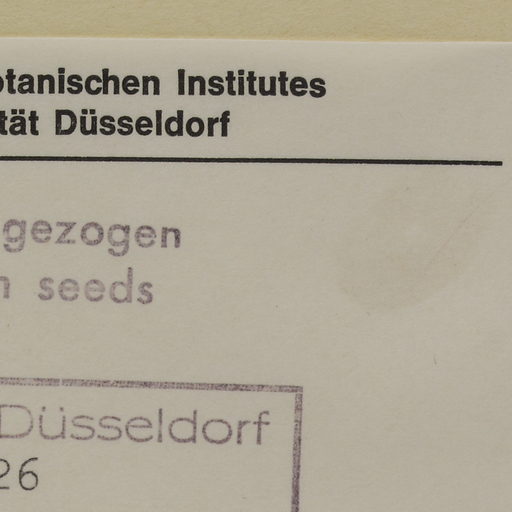 otanischen Institutes
tät Düsseldorf
gezogen
n seeds
Düsseldorf
26